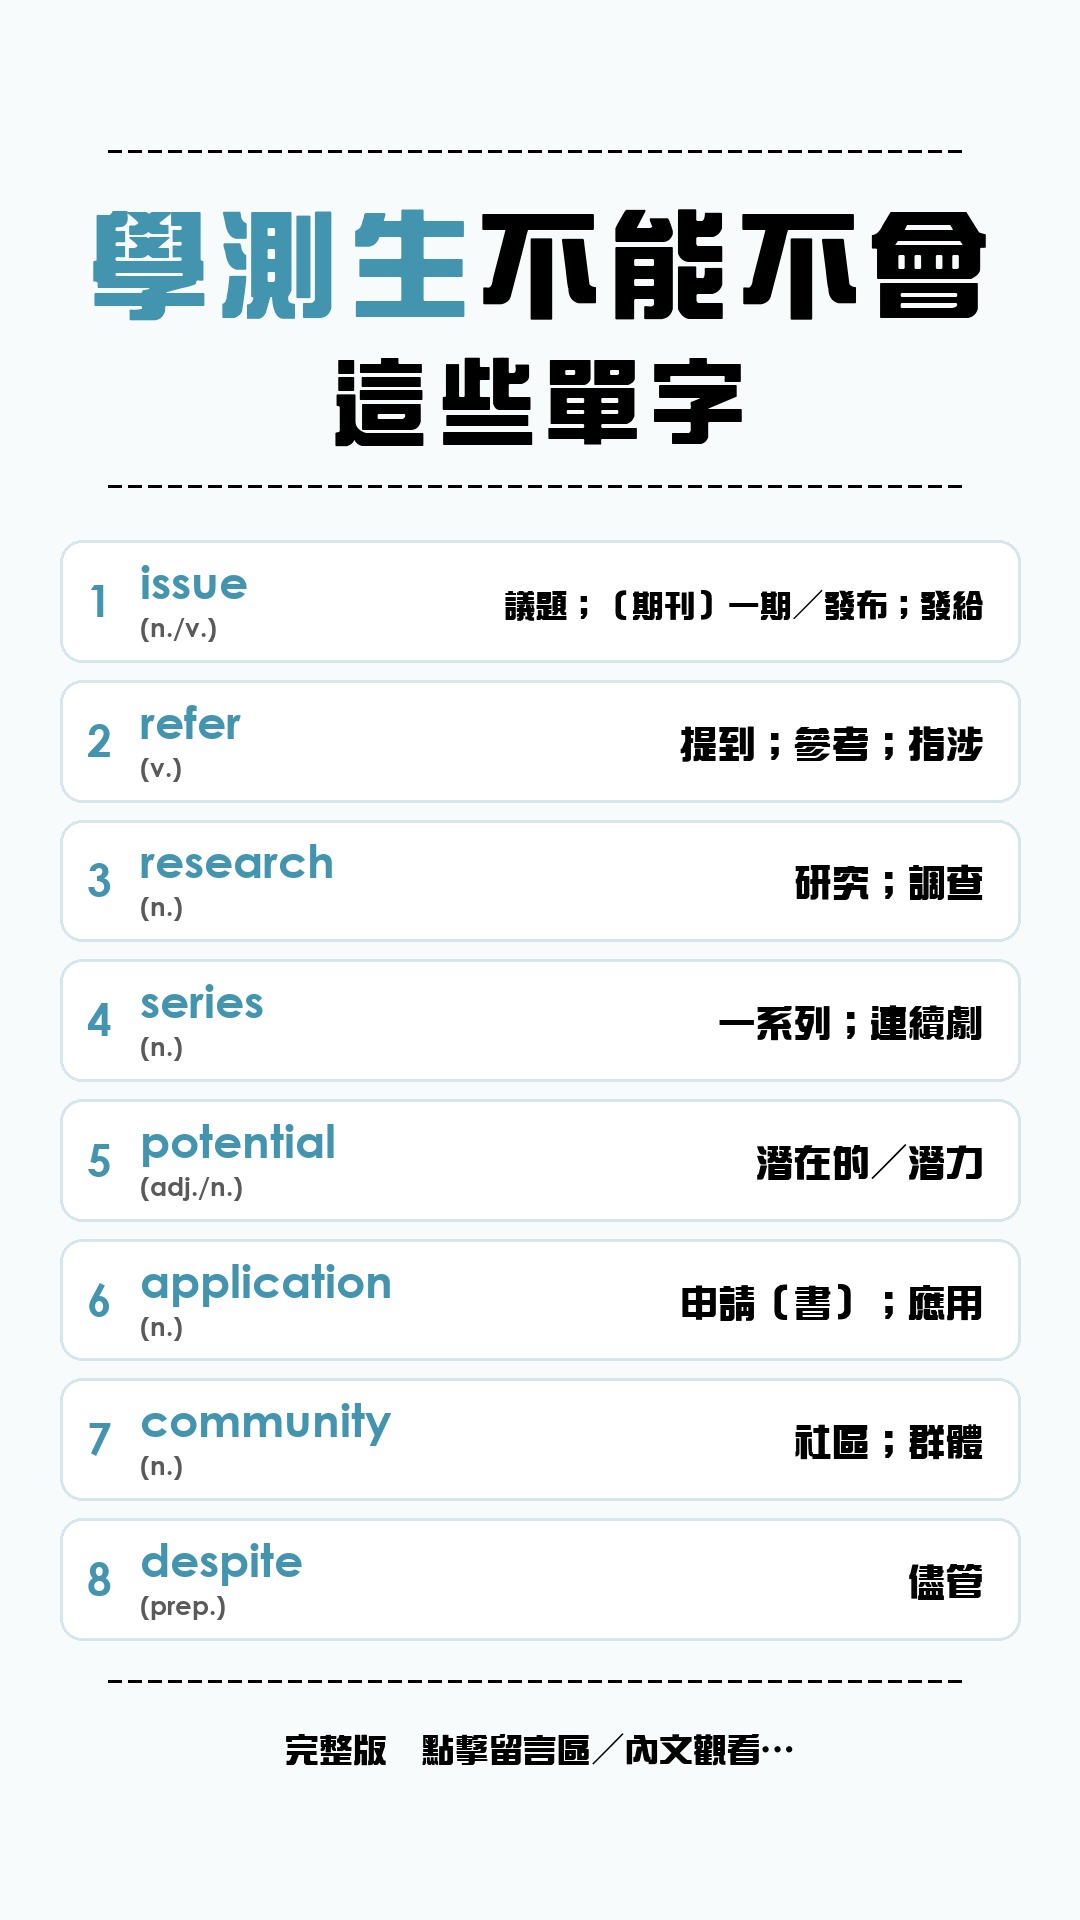 學測生不能不會
這些單字
1 issue 議題；〔期刊〕一期／發布；發給
(n./v.)
2 refer 提到；參考；指涉
(v.)
3 research 研究；調查
(n.)
4 series 一系列；連續劇
(n.)
5 potential 潛在的／潛力
(adj./n.)
6 application 申請〔書〕；應用
(n.)
7 community 社區；群體
(n.)
8 despite 儘管
(prep.)
完整版　點擊留言區／內文觀看…